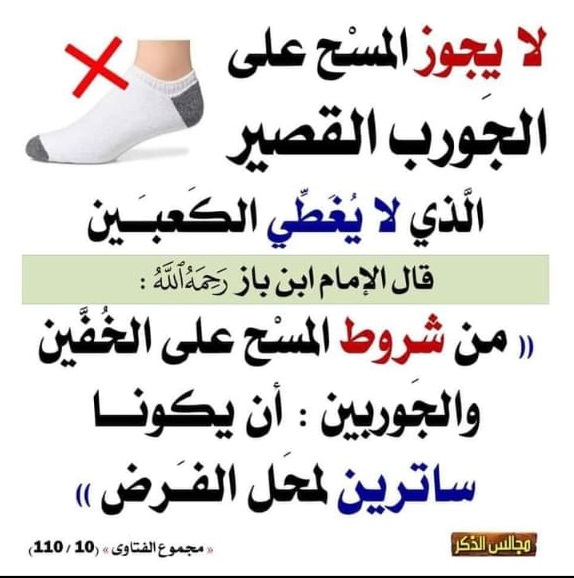 لا يجوز المسْح على
الجَورب القصير
الَّذي لا يُغَطِّي الكَعبَين
قال الإمام ابن باز رَحِمَهُ ٱللَّهُ :
(( من شروط المسْح على الخُفَّين
والجَوربين : أن يكونا
ساترين لمحَل الفَرض ))
مجالس الذكر
« مجموع الفتاوى » (10 / 110)